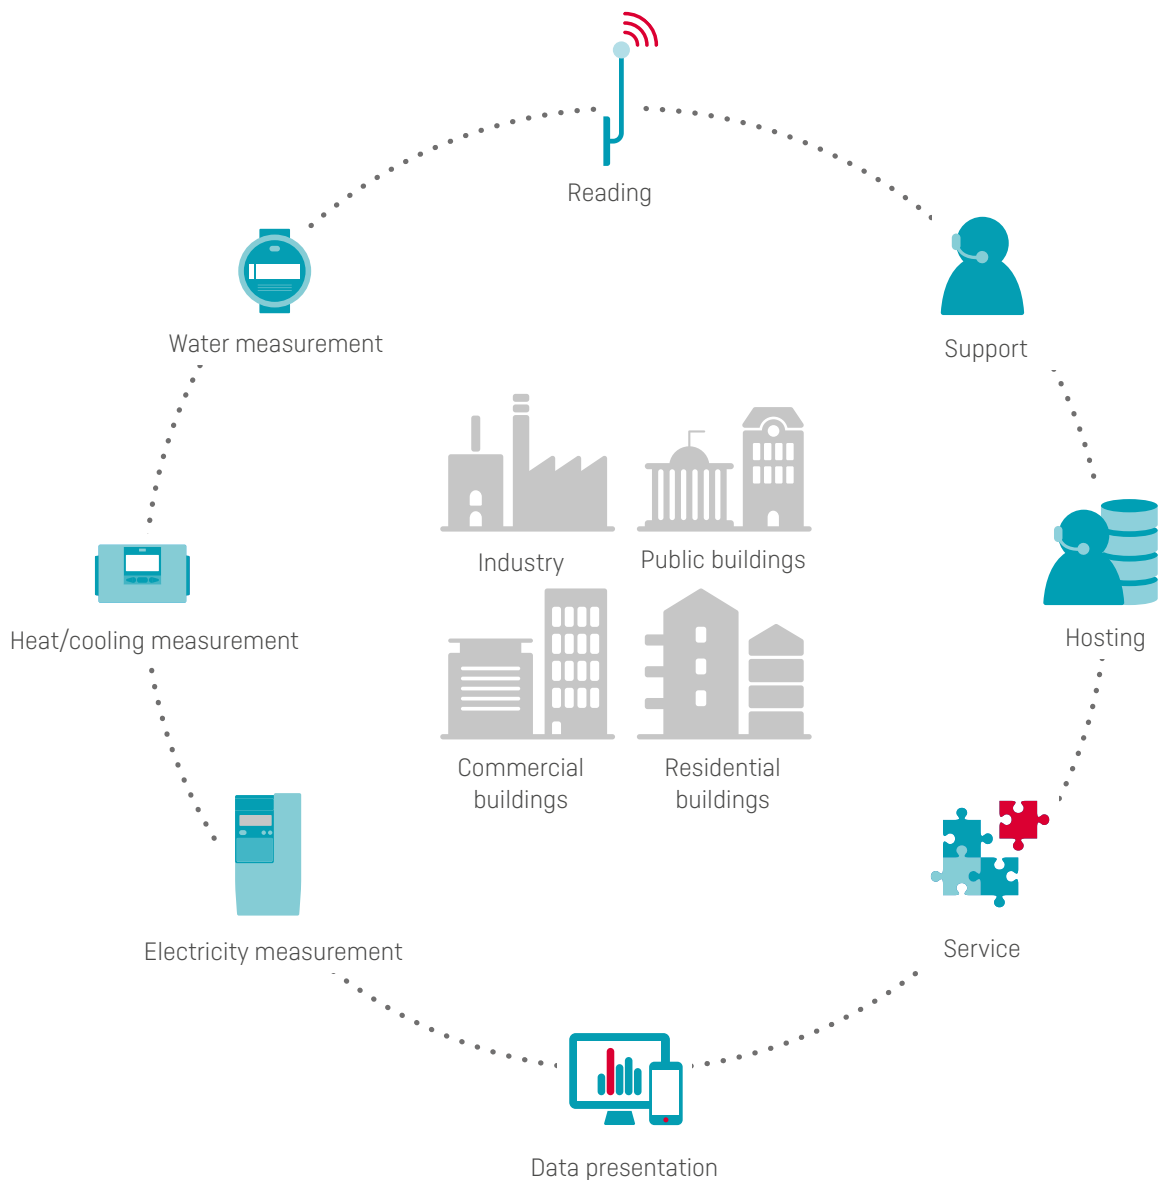 Reading
Water measurement
Support
Industry
Public buildings
Heat/cooling measurement
Hosting
Commercial
buildings
Residential
buildings
Electricity measurement
Service
Data presentation